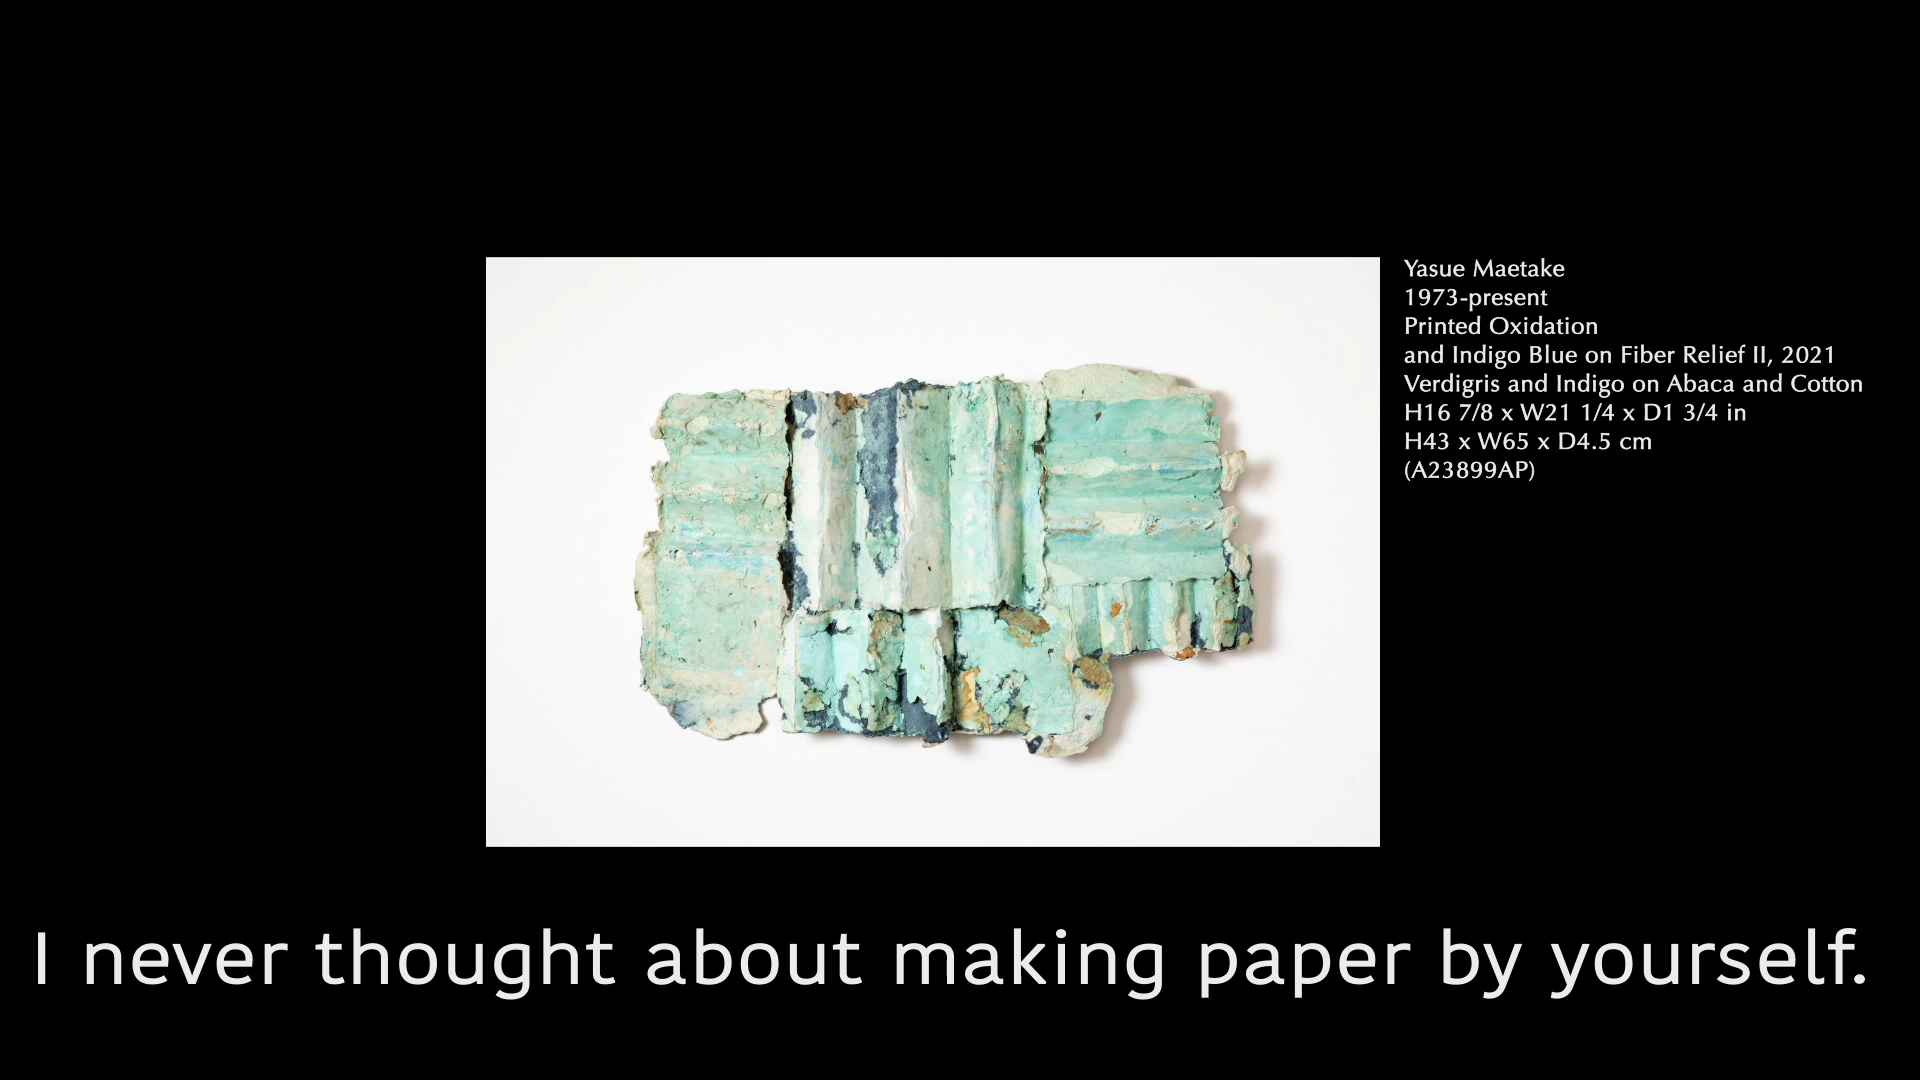 Yasue Maetake
1973-present
Printed Oxidation
and Indigo Blue on Fiber Relief II, 2021
Verdigris and Indigo on Abaca and Cotton
H16 7/8 x W21 1/4 x D1 3/4 in
H43 x W65 x D4.5 cm
(A23899AP)
I never thought about making paper by yourself.